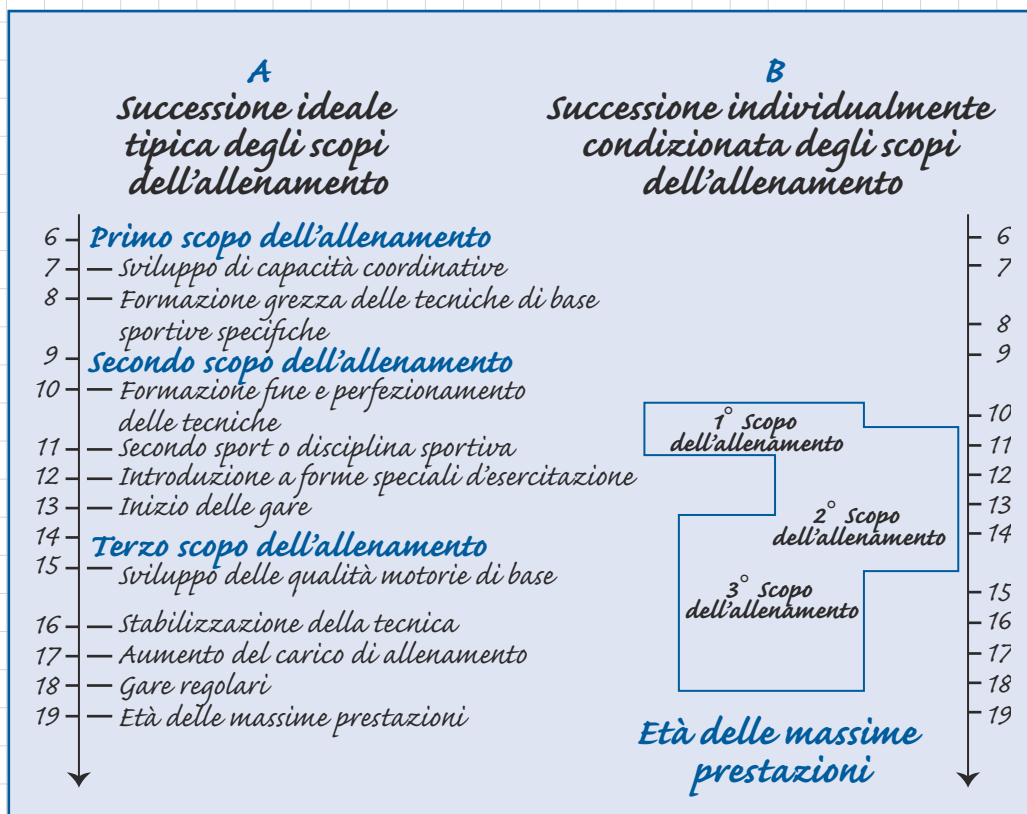 A
Successione ideale
tipica degli scopi
dell'allenamento
6 Primo scopo dell'allenamento
7 Sviluppo di capacità coordinative
8 Formazione grezza delle tecniche di base
sportive specifiche
9 Secondo scopo dell'allenamento
10 Formazione fine e perfezionamento
delle tecniche
11 Secondo sport o disciplina sportiva
12 Introduzione a forme speciali d'esercitazione
13 Inizio delle gare
14 Terzo scopo dell'allenamento
15 Sviluppo delle qualità motorie di base
16 Stabilizzazione della tecnica
17 Aumento del carico di allenamento
18 Gare regolari
19 Età delle massime prestazioni
B
Successione individualmente
condizionata degli scopi
dell'allenamento
1° Scopo
dell'allenamento
2° Scopo
dell'allenamento
3° Scopo
dell'allenamento
Età delle massime
prestazioni
6
7
8
9
10
11
12
13
14
15
16
17
18
19